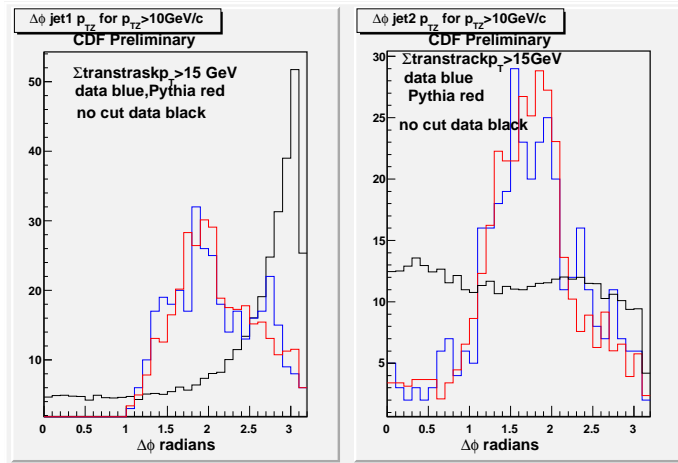 Δϕ jet1 p_TZ for p_TZ>10GeV/c
CDF Preliminary
Σtranstraskp_T>15 GeV
data blue,Pythia red
no cut data black
50
40
30
20
10
0 0.5 1 1.5 2 2.5 3
Δϕ radians
Δϕ jet2 p_TZ for p_TZ>10GeV/c
CDF Preliminary
Σtranstrackp_T>15GeV
data blue
Pythia red
no cut data black
30
25
20
15
10
5
0 0.5 1 1.5 2 2.5 3
Δϕ radians